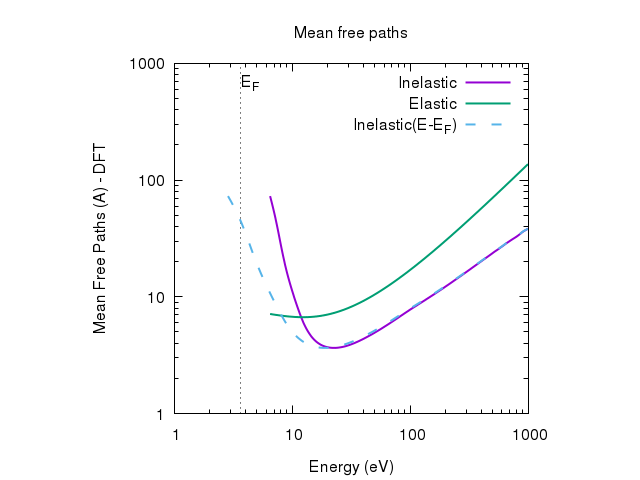 Mean free paths
1000
100
10
1
Mean Free Paths (A) - DFT
E_F
Inelastic
Elastic
Inelastic(E-E_F)
1 10 100 1000
Energy (eV)